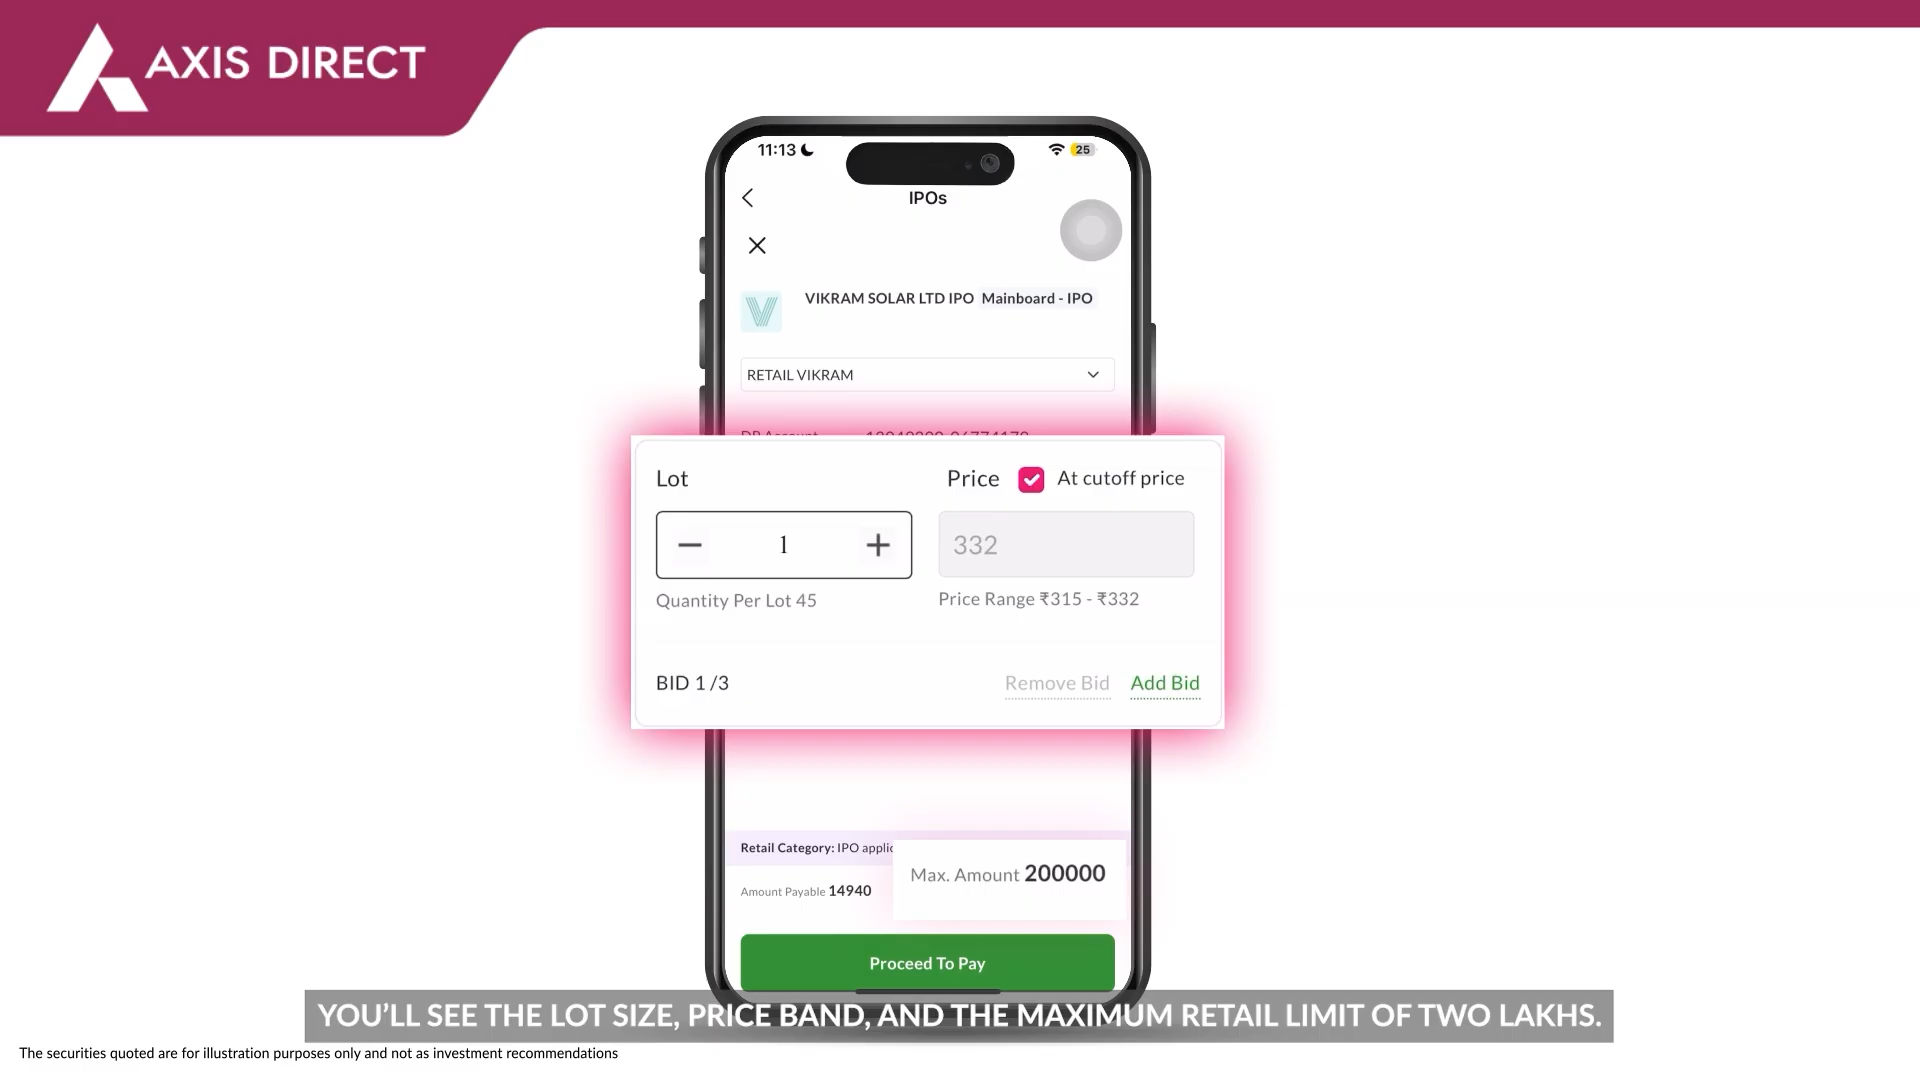 AXIS DIRECT
11:13
25
IPOs
VIKRAM SOLAR LTD IPO Mainboard - IPO
RETAIL VIKRAM
Lot
Price At cutoff price
1
332
Quantity Per Lot 45
Price Range ₹315 - ₹332
BID 1 /3
Remove Bid Add Bid
Retail Category: IPO
Max. Amount 200000
Amount Payable 14940
Proceed To Pay
YOU’LL SEE THE LOT SIZE, PRICE BAND, AND THE MAXIMUM RETAIL LIMIT OF TWO LAKHS.
The securities quoted are for illustration purposes only and not as investment recommendations